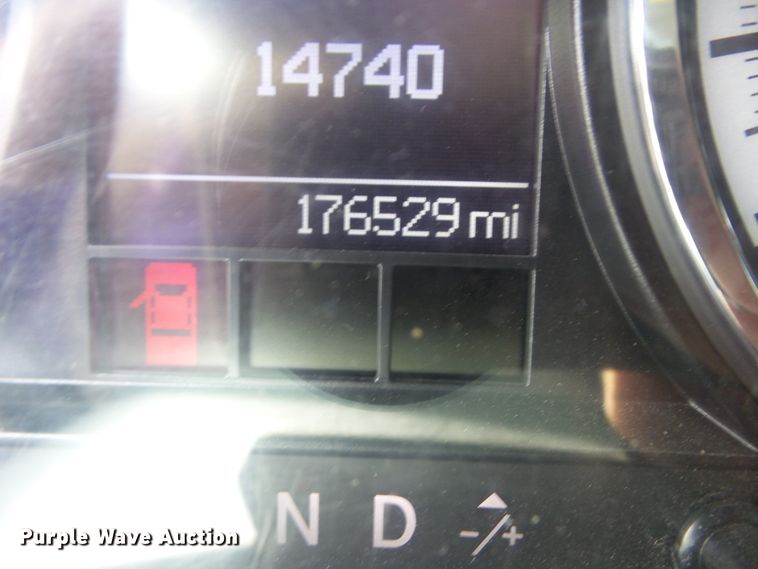 14740
176529 mi
N D -/+
Purple Wave Auction